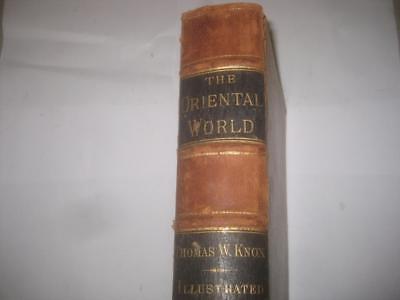 THE
ORIENTAL
WORLD
THOMAS W. KNOX
ILLUSTRATED